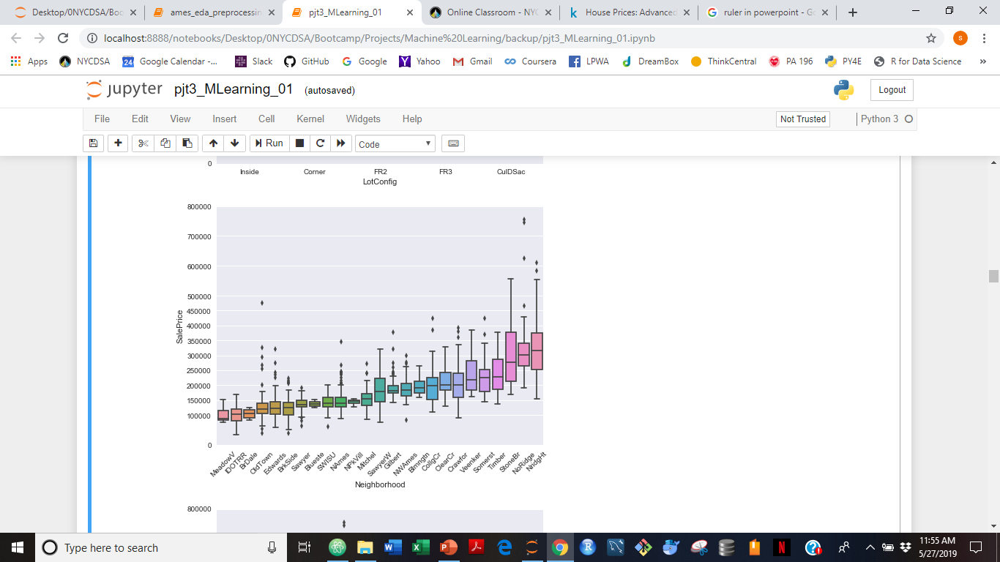 Desktop/0NYCDSA/Boo
ames_eda_preprocessin
pjt3_MLearning_01
Online Classroom - NYC
House Prices: Advanced
ruler in powerpoint - Go
localhost:8888/notebooks/Desktop/0NYCDSA/Bootcamp/Projects/Machine%20Learning/backup/pjt3_MLearning_01.ipynb
S
Apps NYCDSA 24 Google Calendar -... Slack GitHub Google Yahoo Gmail Coursera LPWA DreamBox ThinkCentral PA 196 PY4E R for Data Science »
jupyter pjt3_MLearning_01 (autosaved)
Logout
File Edit View Insert Cell Kernel Widgets Help
Not Trusted
Python 3
Run
Code
0
Inside Corner FR2 FR3 CulDSac
LotConfig
800000
700000
600000
500000
450000
400000
350000
300000
250000
200000
150000
100000
0
SalePrice
MeadowV IDOTRR BrDale OldTown Edwards BrkSide Sawyer Blueste SWISU NAmes NPkVill Mitchel SawyerW Gilbert NWAmes Blmngtn CollgCr ClearCr Crawfor Veenker Somerst Timber StoneBr NoRidge NridgHt
Neighborhood
800000
Type here to search
11:55 AM
5/27/2019